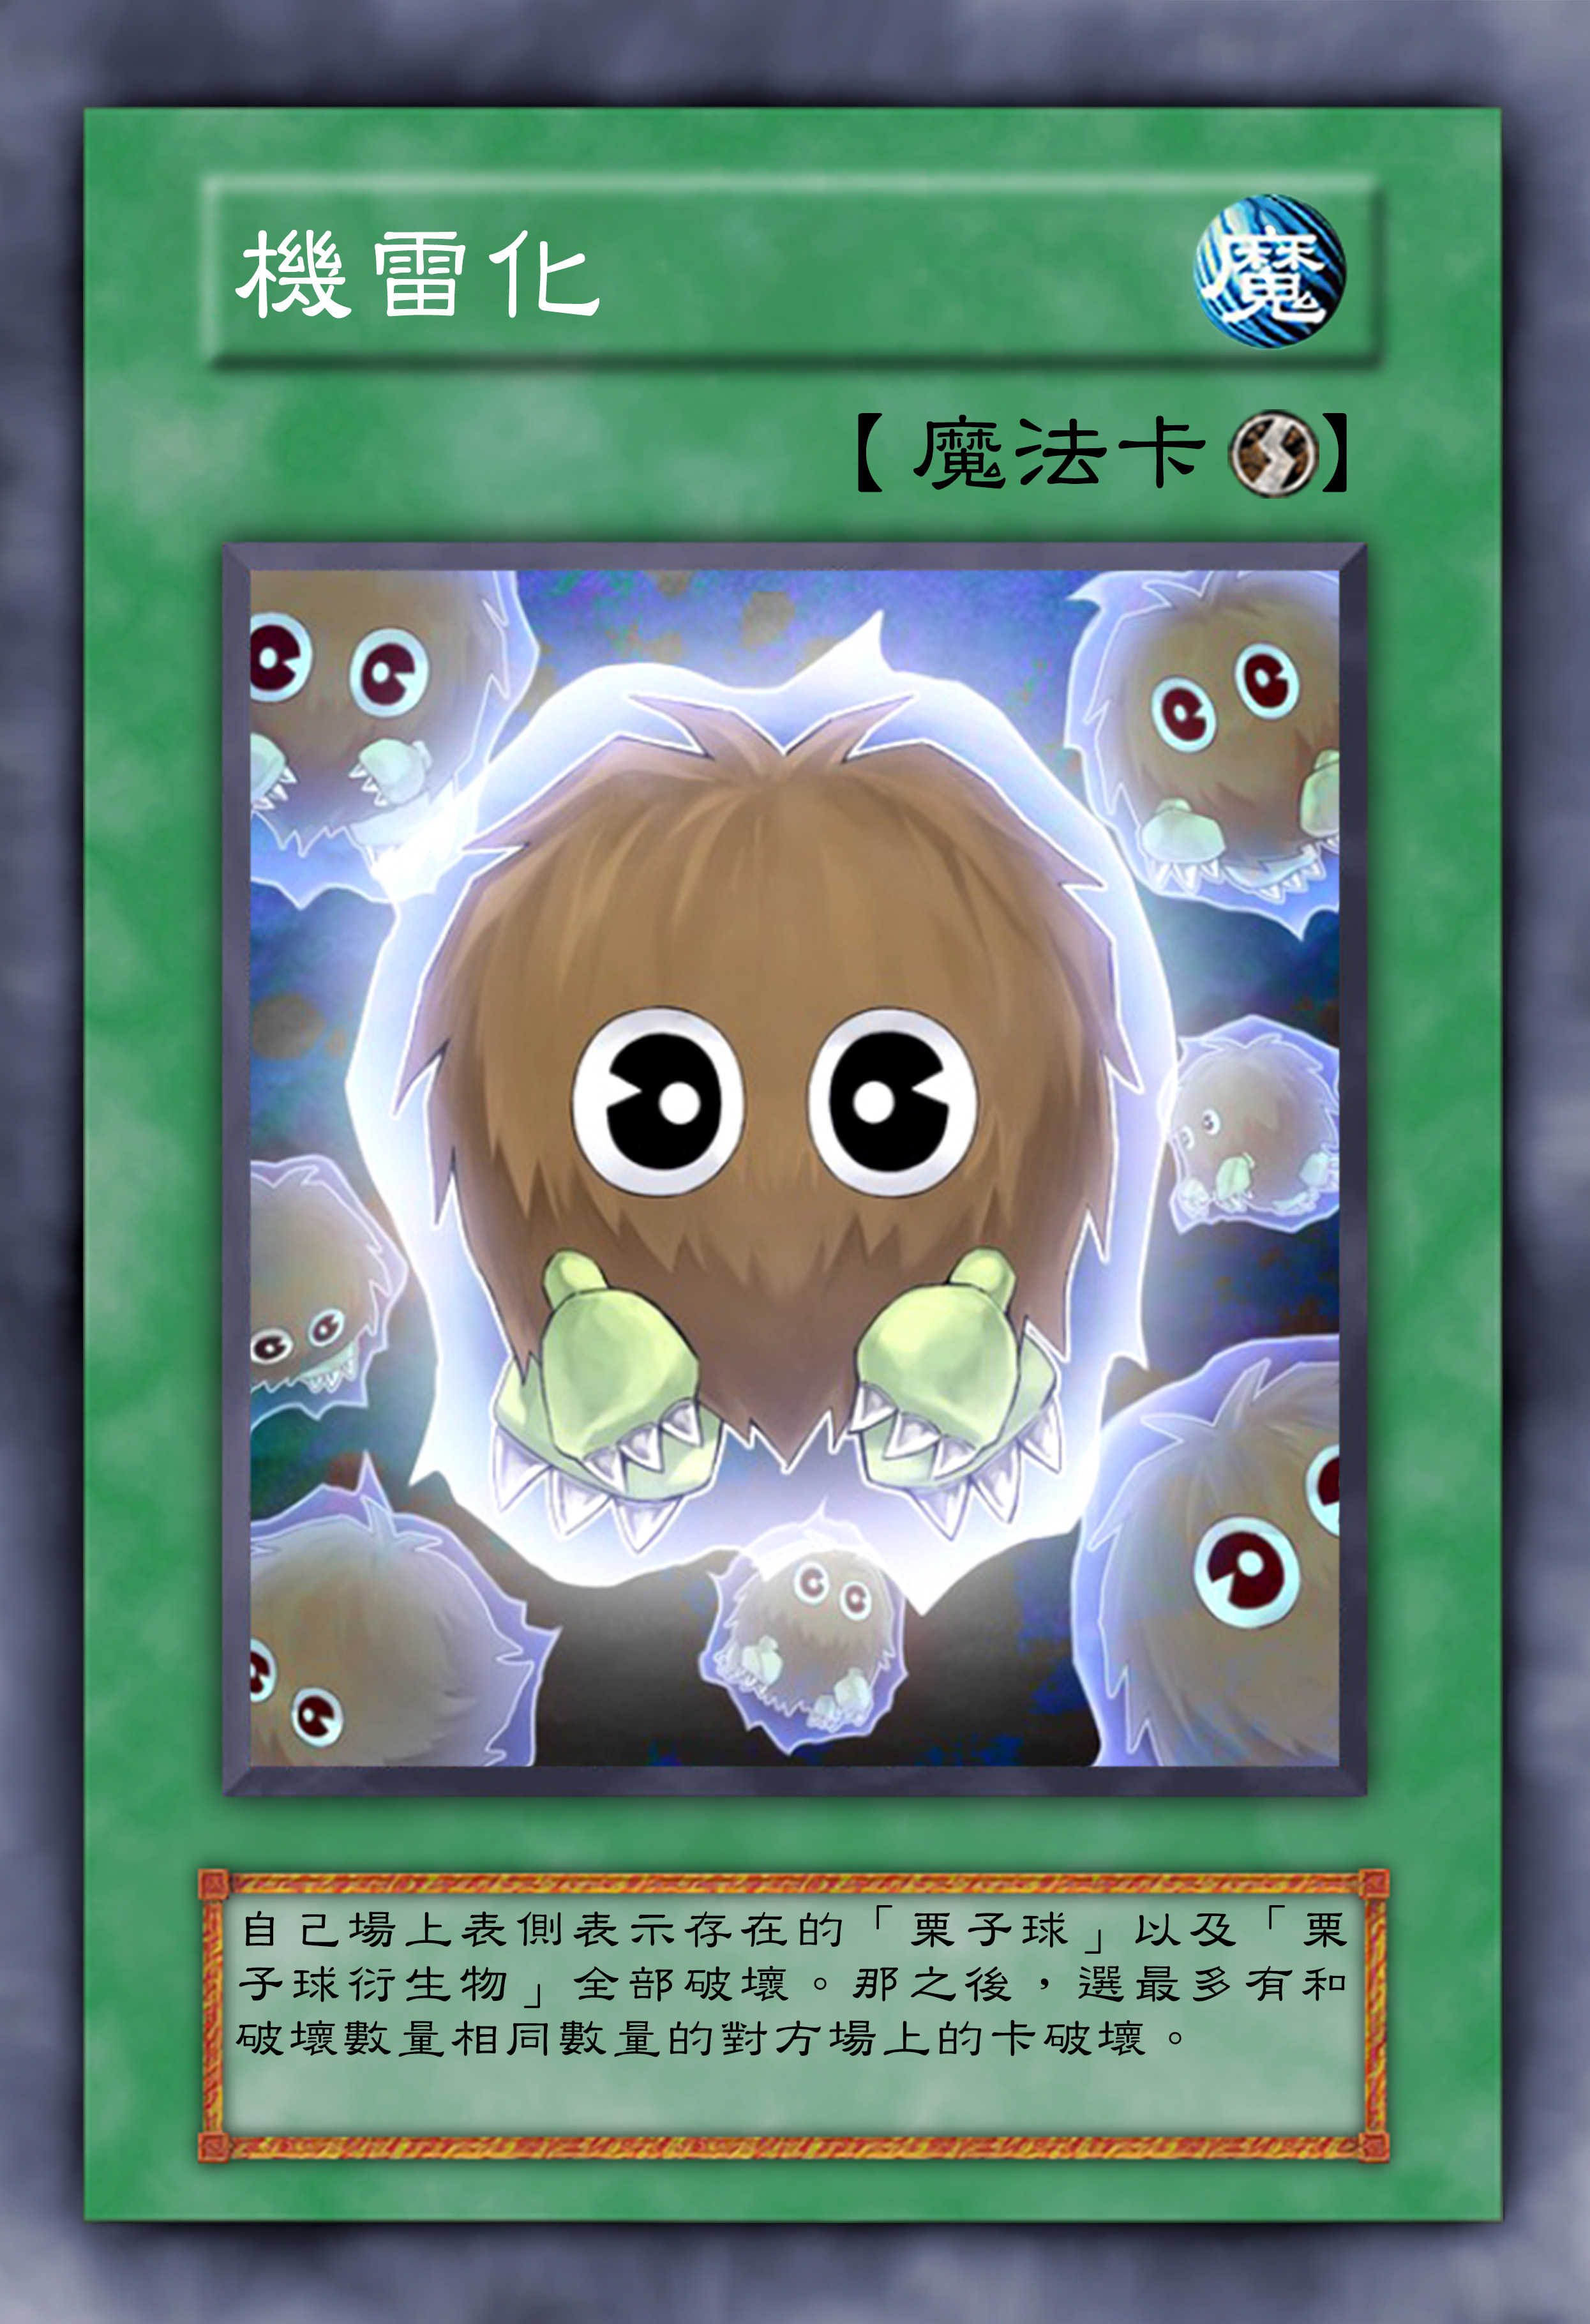 機雷化
魔
【魔法卡】
自己場上表側表示存在的「栗子球」以及「栗
子球衍生物」全部破壞。那之後，選最多有和
破壞數量相同數量的對方場上的卡破壞。